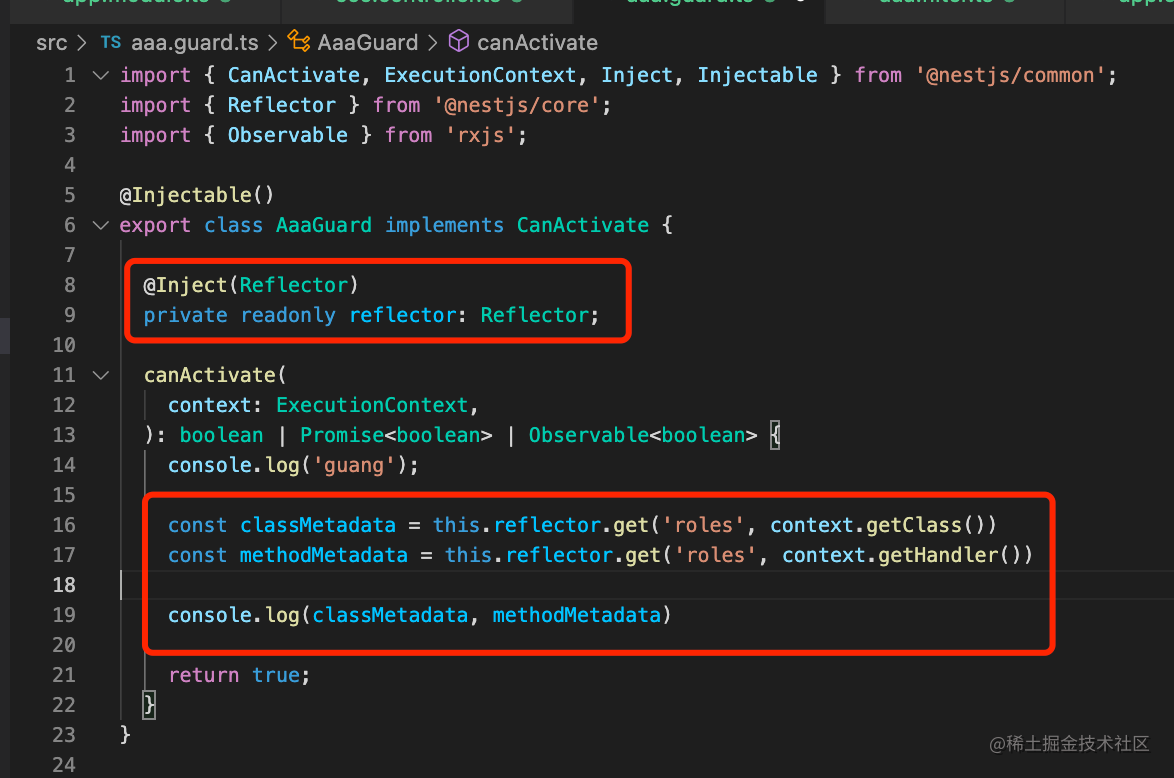 src > TS aaa.guard.ts > AaaGuard > canActivate
1 import { CanActivate, ExecutionContext, Inject, Injectable } from '@nestjs/common';
2 import { Reflector } from '@nestjs/core';
3 import { Observable } from 'rxjs';
4
5 @Injectable()
6 export class AaaGuard implements CanActivate {
7
8 @Inject(Reflector)
9 private readonly reflector: Reflector;
10
11 canActivate(
12 context: ExecutionContext,
13 ): boolean | Promise<boolean> | Observable<boolean> {
14 console.log('guang');
15
16 const classMetadata = this.reflector.get('roles', context.getClass())
17 const methodMetadata = this.reflector.get('roles', context.getHandler())
18
19 console.log(classMetadata, methodMetadata)
20
21 return true;
22 }
23 }
24
@稀土掘金技术社区